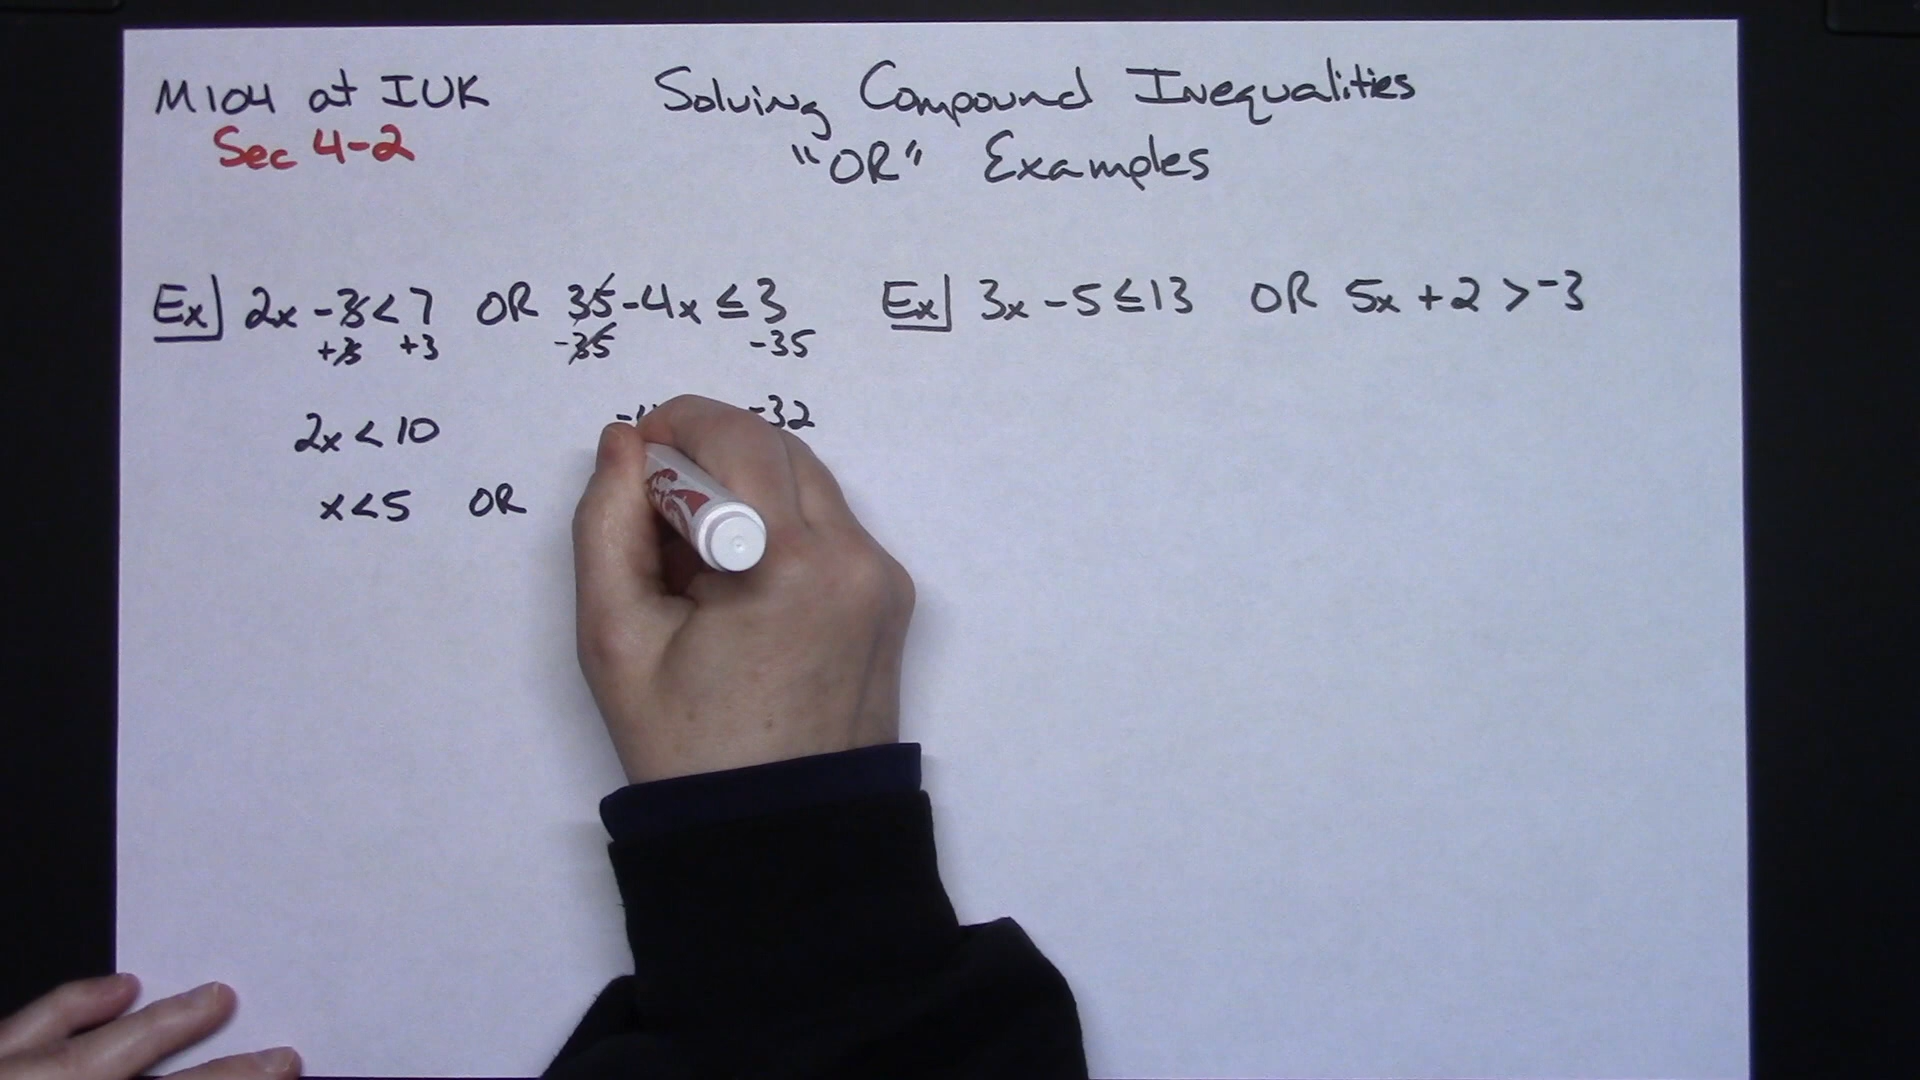 M104 at IUK
Sec 4-2
Solving Compound Inequalities
"OR" Examples
Ex] 2x - 3 < 7 OR 35 - 4x ≤ 3
+3 +3 -35 -35
2x < 10 -32
x < 5 OR
Ex] 3x - 5 ≤ 13 OR 5x + 2 > -3